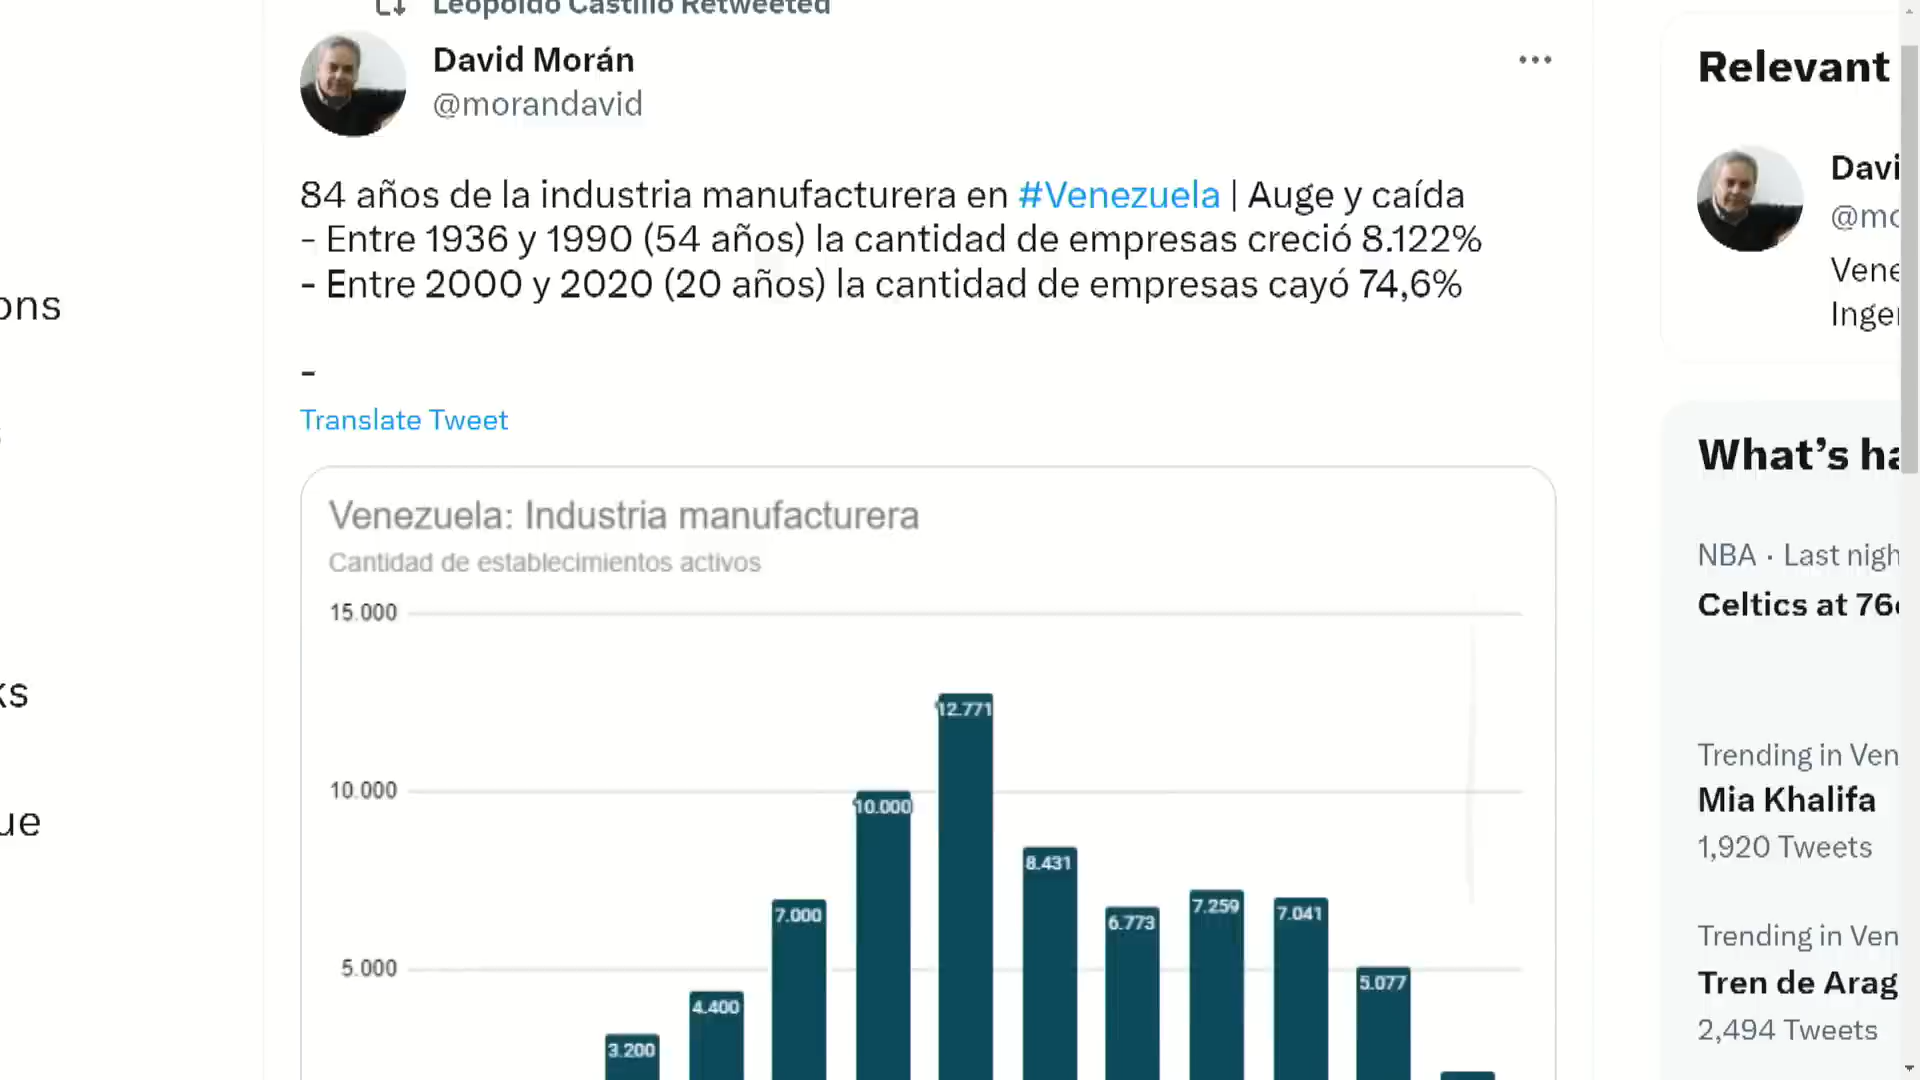 Leopoldo Castillo Retweeted
David Morán
@morandavid
84 años de la industria manufacturera en #Venezuela | Auge y caída
- Entre 1936 y 1990 (54 años) la cantidad de empresas creció 8.122%
- Entre 2000 y 2020 (20 años) la cantidad de empresas cayó 74,6%
-
Translate Tweet
Venezuela: Industria manufacturera
Cantidad de establecimientos activos
15.000
10.000
5.000
3.200
4.400
7.000
10.000
12.771
8.431
6.773
7.259
7.041
5.077
ons
ks
ue
Relevant
Davi
@mo
Vene
Inge
What's ha
NBA · Last nigh
Celtics at 76
Trending in Ven
Mia Khalifa
1,920 Tweets
Trending in Ven
Tren de Arag
2,494 Tweets